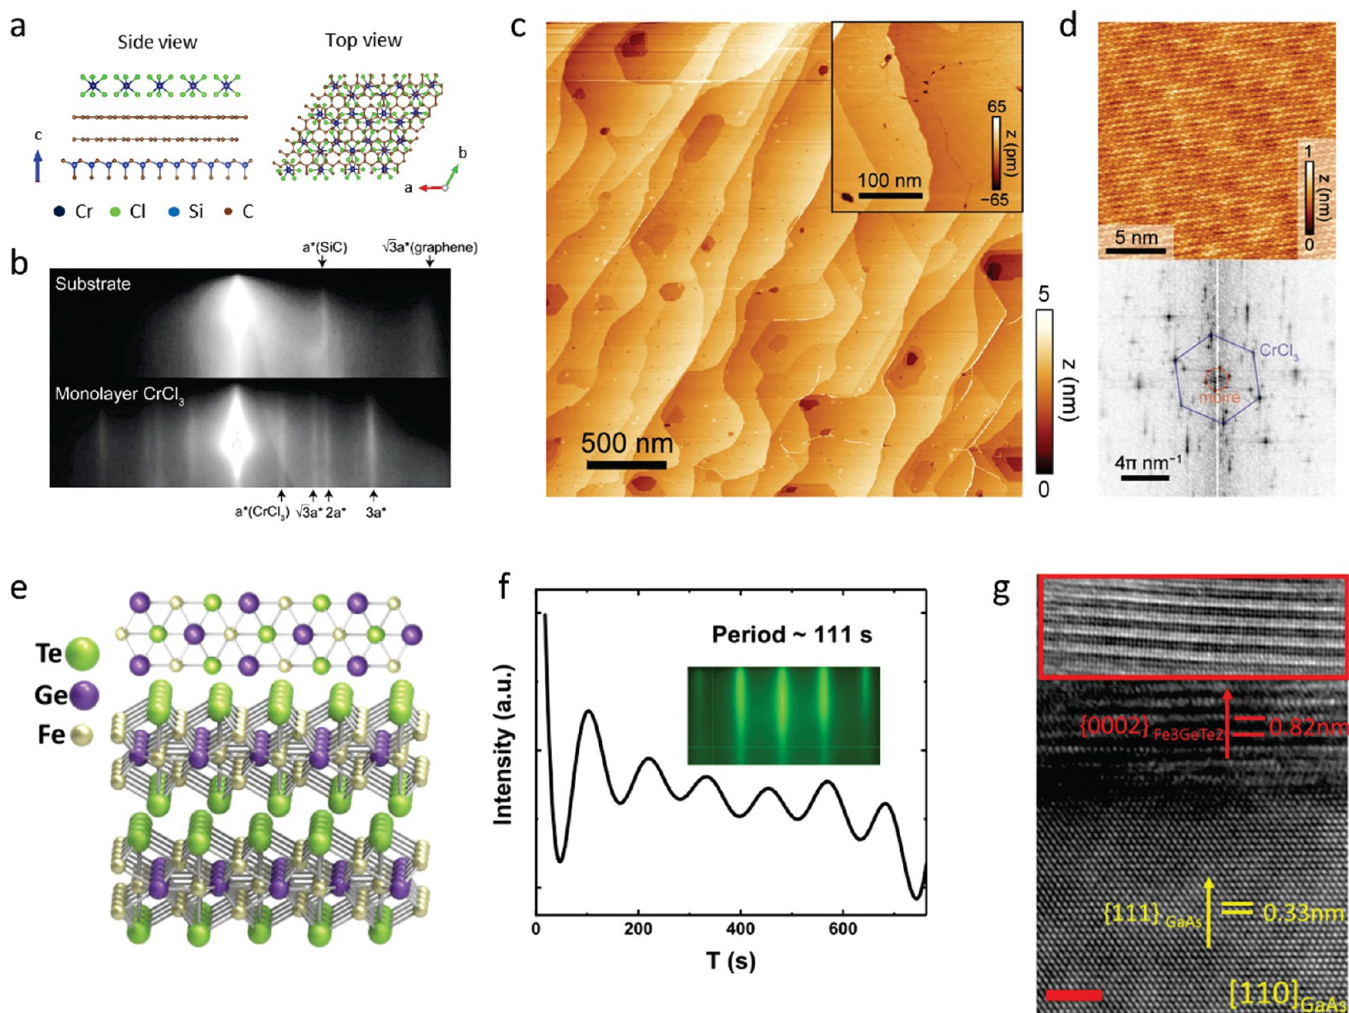 a
Side view
Top view
c
b
a
Cr
Cl
Si
C
b
a*(SiC)
√3a*(graphene)
Substrate
Monolayer CrCl₃
a*(CrCl₃)
√3a*
2a*
3a*
c
65
z (pm)
−65
100 nm
500 nm
5
z (nm)
0
d
1
z (nm)
0
5 nm
CrCl₃
moiré
4π nm⁻¹
e
Te
Ge
Fe
f
Period ~ 111 s
Intensity (a.u.)
0
200
400
600
T (s)
g
{0002} Fe3GeTe2
0.82nm
{111} GaAs
0.33nm
[110]GaAs